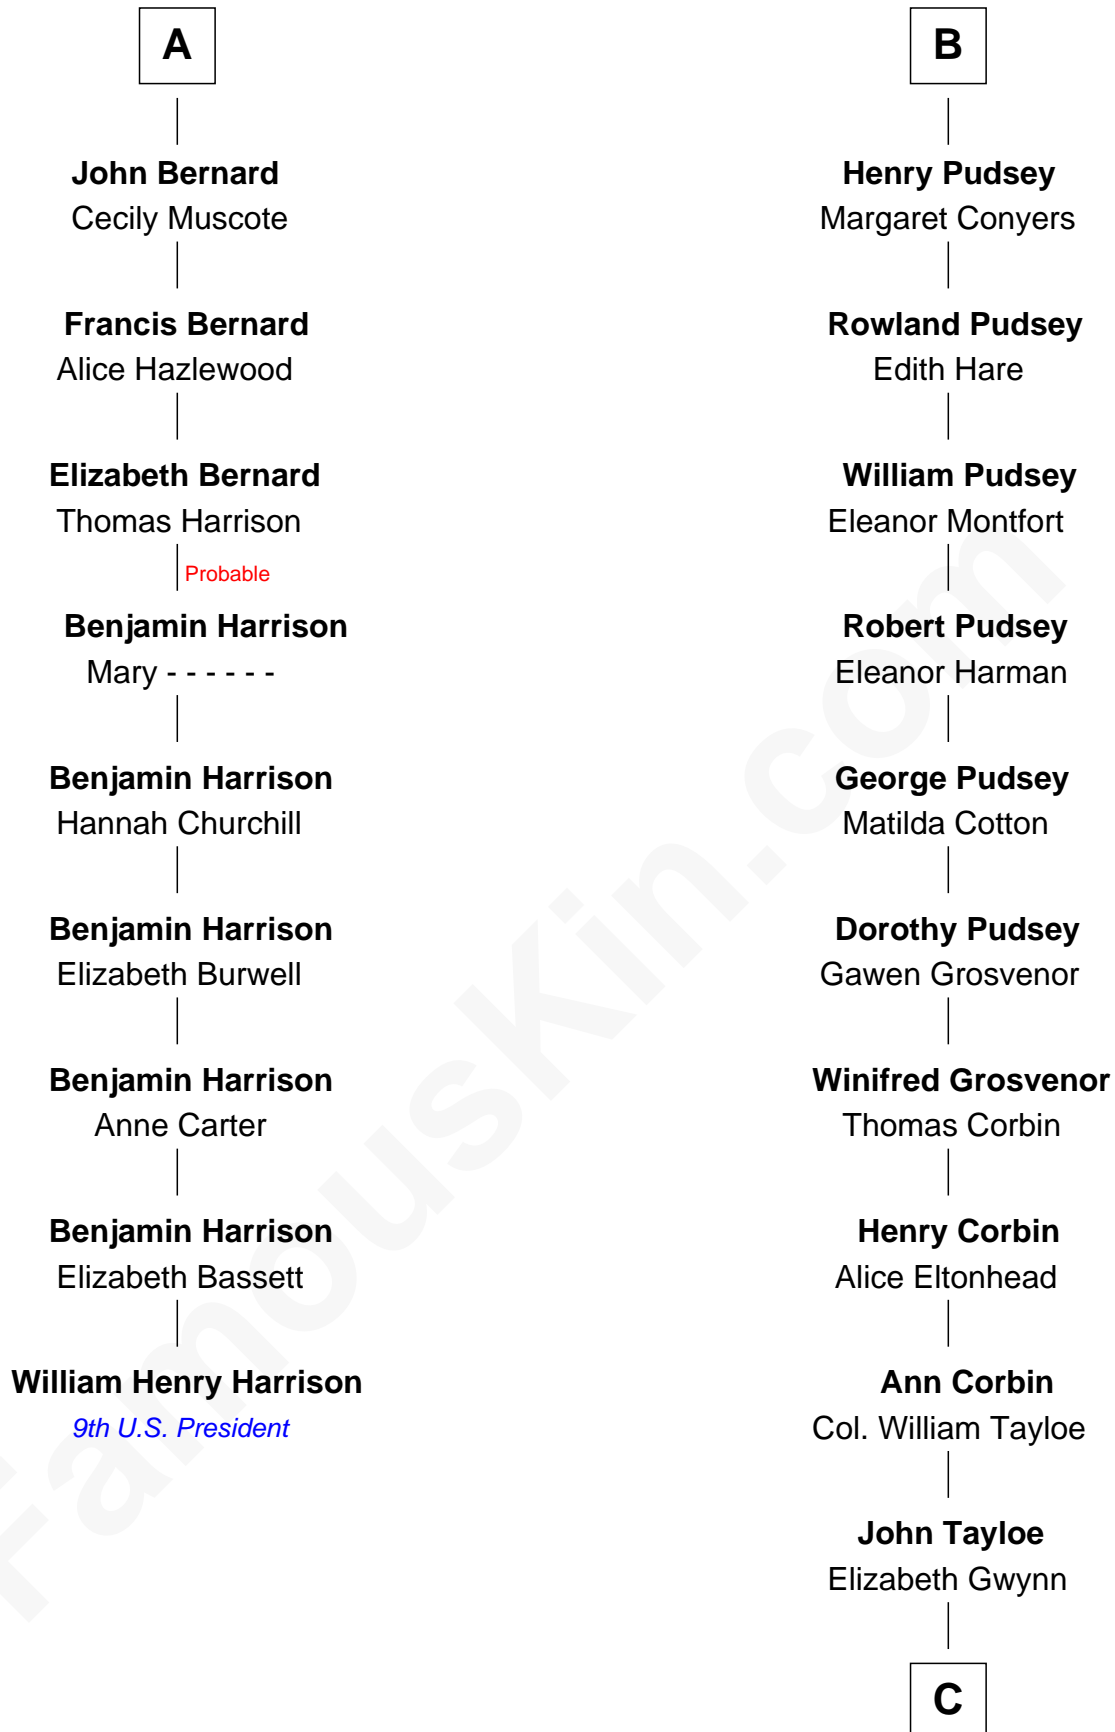 A
John Bernard
Cecily Muscote
Francis Bernard
Alice Hazlewood
Elizabeth Bernard
Thomas Harrison
Probable
Benjamin Harrison
Mary - - - - - -
Benjamin Harrison
Hannah Churchill
Benjamin Harrison
Elizabeth Burwell
Benjamin Harrison
Anne Carter
Benjamin Harrison
Elizabeth Bassett
William Henry Harrison
9th U.S. President
B
Henry Pudsey
Margaret Conyers
Rowland Pudsey
Edith Hare
William Pudsey
Eleanor Montfort
Robert Pudsey
Eleanor Harman
George Pudsey
Matilda Cotton
Dorothy Pudsey
Gawen Grosvenor
Winifred Grosvenor
Thomas Corbin
Henry Corbin
Alice Eltonhead
Ann Corbin
Col. William Tayloe
John Tayloe
Elizabeth Gwynn
C
FamousKin.com